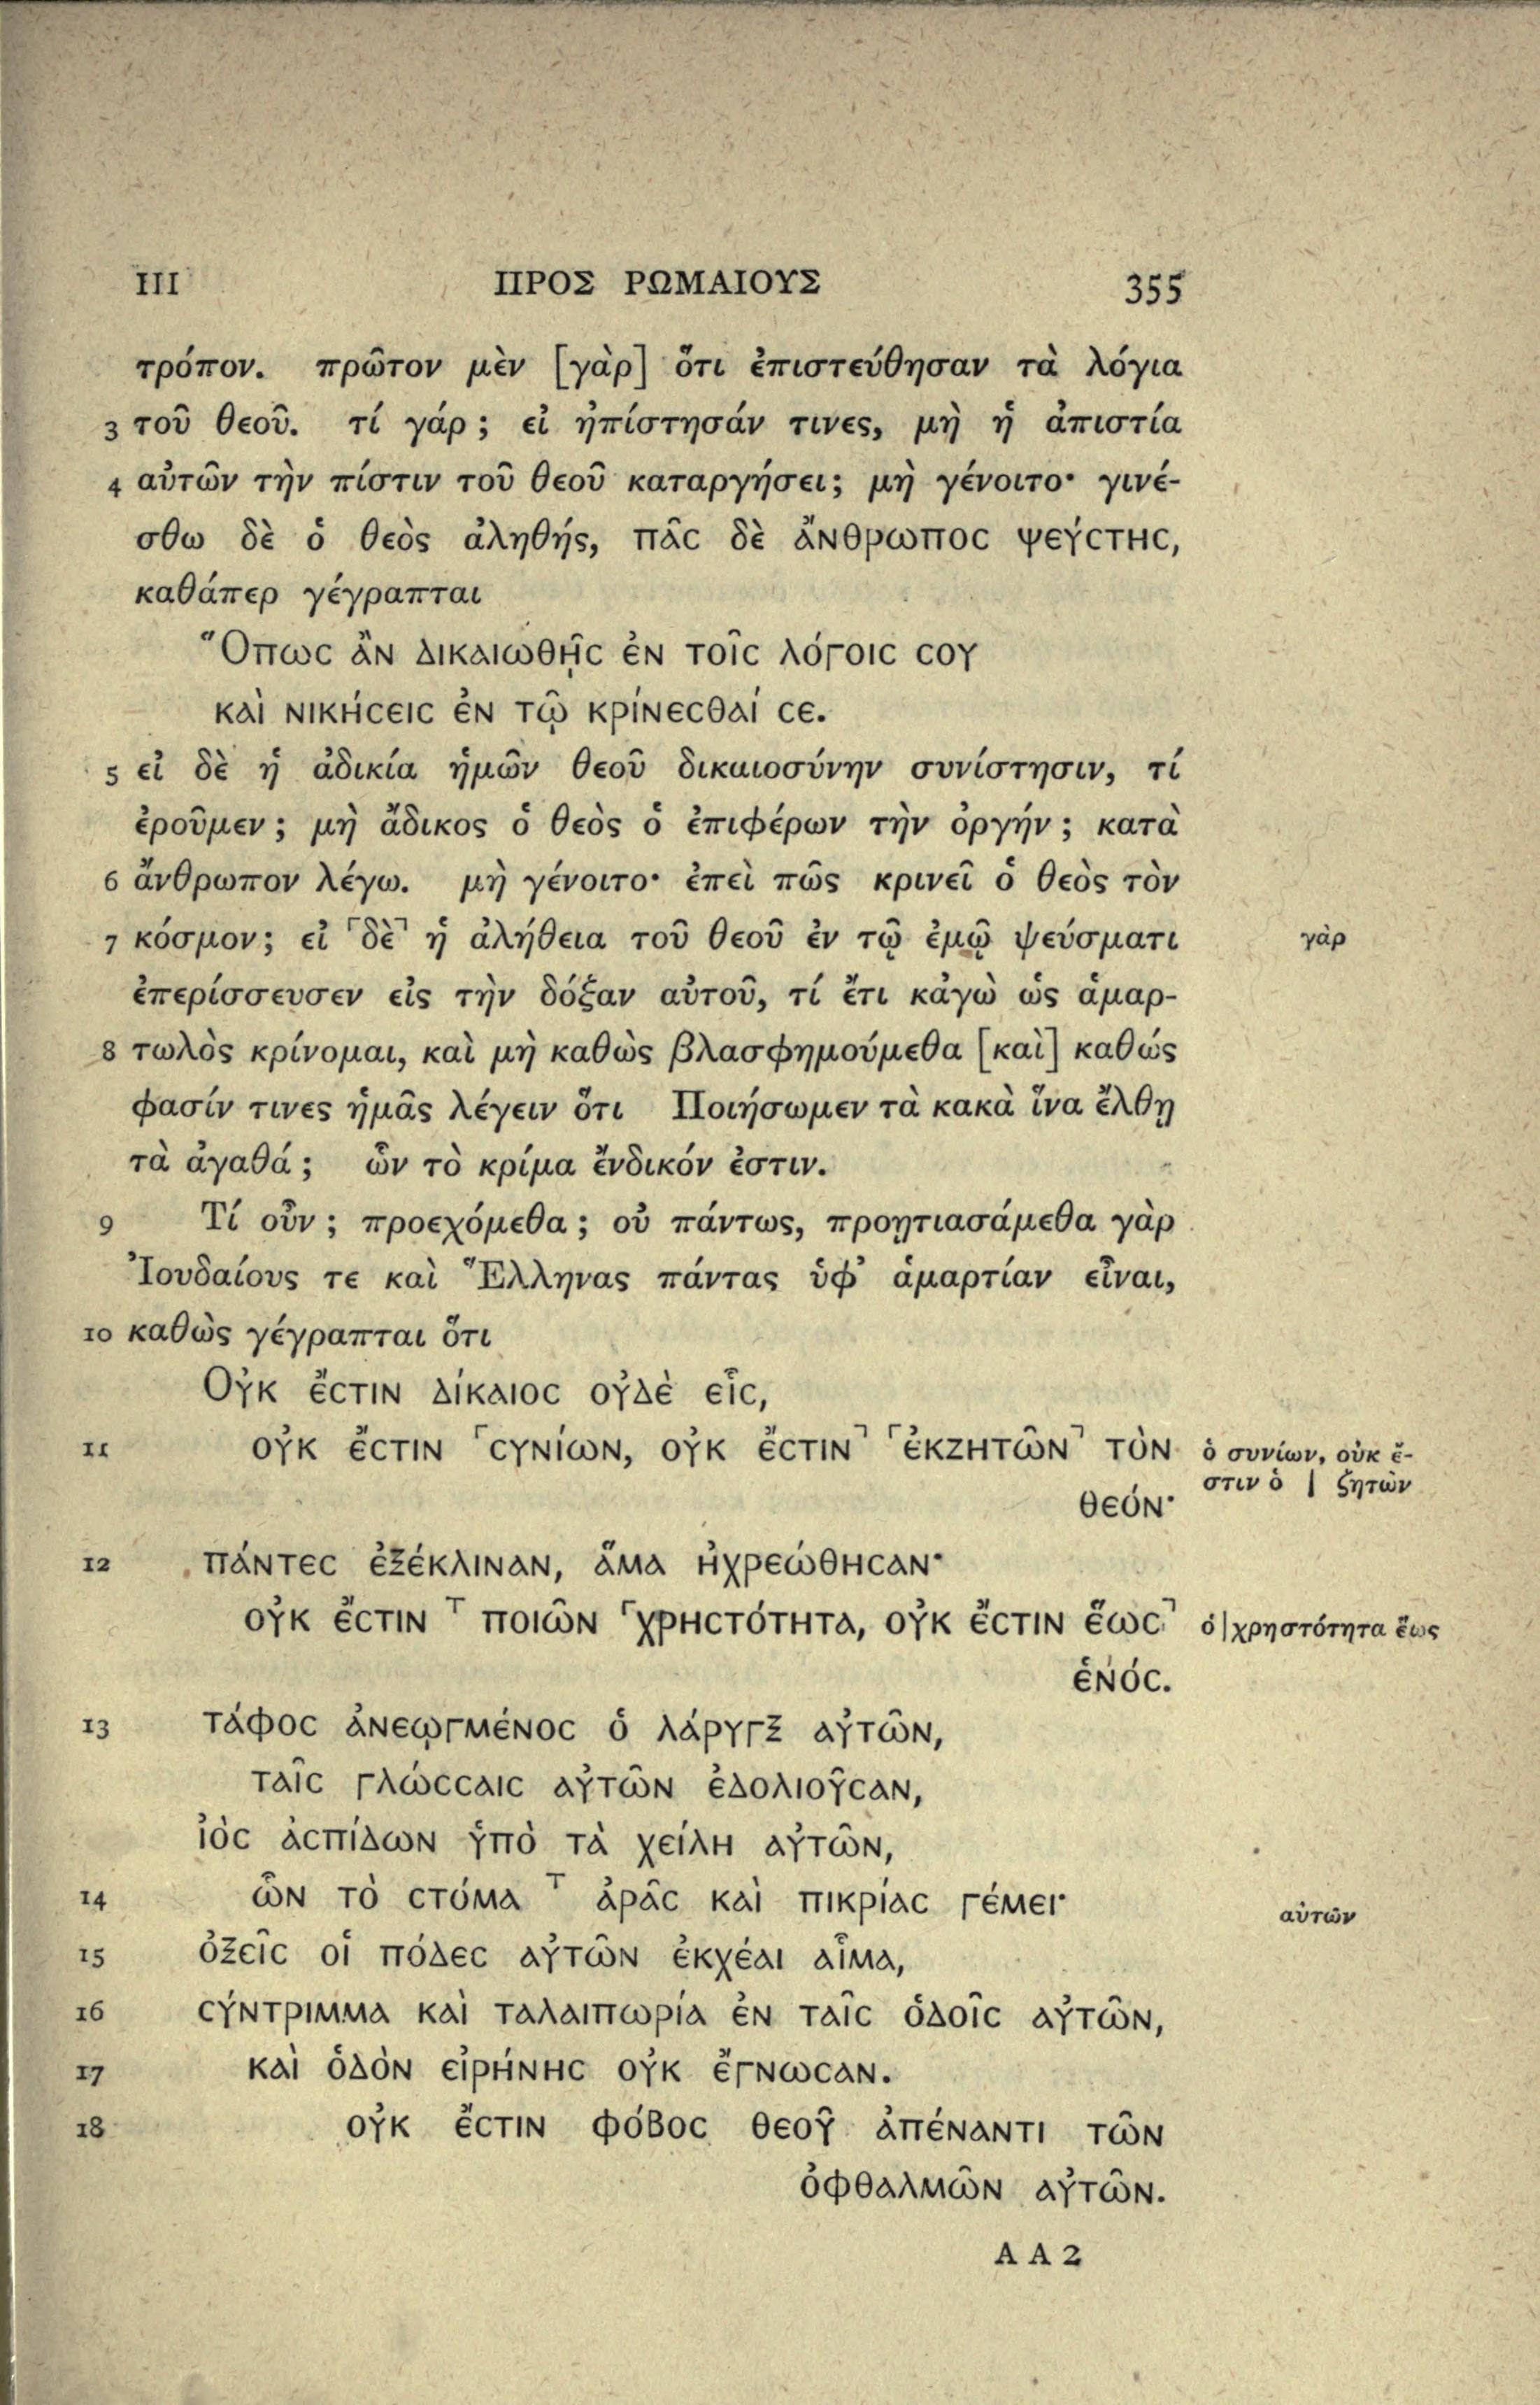 III ΠΡΟΣ ΡΩΜΑΙΟΥΣ 355
τρόπον. πρῶτον μὲν [γὰρ] ὅτι ἐπιστεύθησαν τὰ λόγια
3 τοῦ θεοῦ. τί γάρ; εἰ ἠπίστησάν τινες, μὴ ἡ ἀπιστία
4 αὐτῶν τὴν πίστιν τοῦ θεοῦ καταργήσει; μὴ γένοιτο· γινέ-
σθω δὲ ὁ θεὸς ἀληθής, πᾶϲ δὲ ἄνθρωποϲ ψεύϲτηϲ,
καθάπερ γέγραπται
Ὅπωϲ ἂν δικαιωθῇϲ ἐν τοῖϲ λόγοιϲ ϲου
καὶ νικήϲειϲ ἐν τῷ κρίνεϲθαί ϲε.
5 εἰ δὲ ἡ ἀδικία ἡμῶν θεοῦ δικαιοσύνην συνίστησιν, τί
ἐροῦμεν; μὴ ἄδικος ὁ θεὸς ὁ ἐπιφέρων τὴν ὀργήν; κατὰ
6 ἄνθρωπον λέγω. μὴ γένοιτο· ἐπεὶ πῶς κρινεῖ ὁ θεὸς τὸν
7 κόσμον; εἰ ⸢δὲ⸣ ἡ ἀλήθεια τοῦ θεοῦ ἐν τῷ ἐμῷ ψεύσματι γὰρ
ἐπερίσσευσεν εἰς τὴν δόξαν αὐτοῦ, τί ἔτι κἀγὼ ὡς ἁμαρ-
8 τωλὸς κρίνομαι, καὶ μὴ καθὼς βλασφημούμεθα [καὶ] καθώς
φασίν τινες ἡμᾶς λέγειν ὅτι Ποιήσωμεν τὰ κακὰ ἵνα ἔλθῃ
τὰ ἀγαθά; ὧν τὸ κρίμα ἔνδικόν ἐστιν.
9 Τί οὖν; προεχόμεθα; οὐ πάντως, προῃτιασάμεθα γὰρ
Ἰουδαίους τε καὶ Ἕλληνας πάντας ὑφ᾽ ἁμαρτίαν εἶναι,
10 καθὼς γέγραπται ὅτι
Οὐκ ἔϲτιν δίκαιοϲ οὐδὲ εἷϲ,
11 οὐκ ἔϲτιν ⸢ϲυνίων, οὐκ ἔϲτιν⸣ ⸢ἐκζητῶν⸣ τὸν ὁ συνίων, οὐκ ἔ-
στιν ὁ | ζητῶν
θεόν·
12 πάντεϲ ἐξέκλιναν, ἅμα ἠχρεώθηϲαν·
οὐκ ἔϲτιν ⸆ ποιῶν ⸢χρηϲτότητα, οὐκ ἔϲτιν ἕωϲ⸣ ὁ | χρηστότητα ἕως
ἑνόϲ.
13 τάφοϲ ἀνεῳγμένοϲ ὁ λάρυγξ αὐτῶν,
ταῖϲ γλώϲϲαιϲ αὐτῶν ἐδολιοῦϲαν,
ἰὸϲ ἀϲπίδων ὑπὸ τὰ χείλη αὐτῶν,
14 ὧν τὸ ϲτόμα ⸆ ἀρᾶϲ καὶ πικρίαϲ γέμει· αὐτῶν
15 ὀξεῖϲ οἱ πόδεϲ αὐτῶν ἐκχέαι αἷμα,
16 ϲύντριμμα καὶ ταλαιπωρία ἐν ταῖϲ ὁδοῖϲ αὐτῶν,
17 καὶ ὁδὸν εἰρήνηϲ οὐκ ἔγνωϲαν.
18 οὐκ ἔϲτιν φόβοϲ θεοῦ ἀπέναντι τῶν
ὀφθαλμῶν αὐτῶν.
A A 2